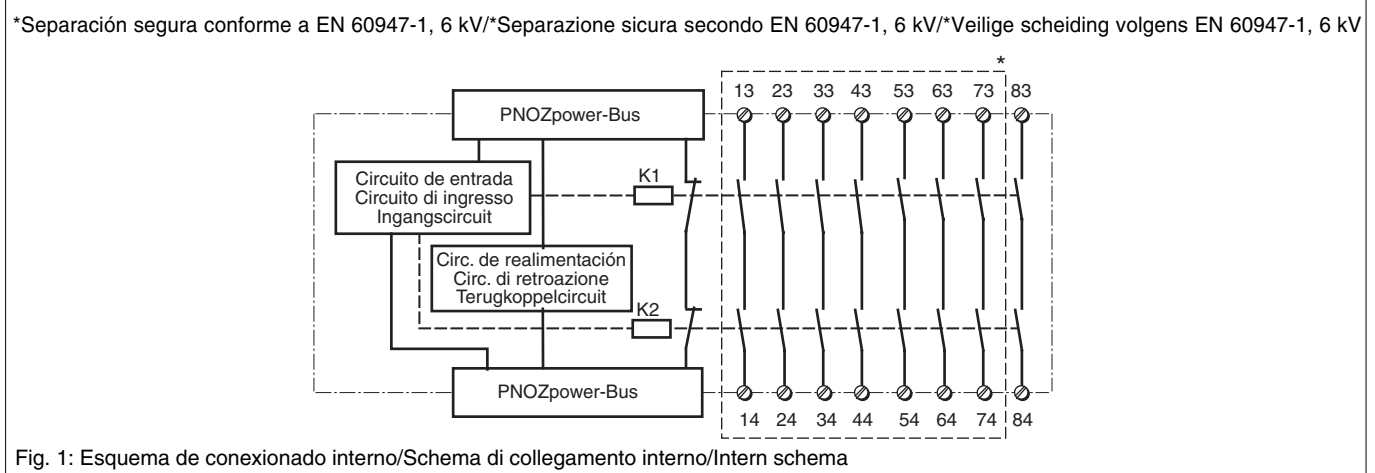 *Separación segura conforme a EN 60947-1, 6 kV/*Separazione sicura secondo EN 60947-1, 6 kV/*Veilige scheiding volgens EN 60947-1, 6 kV
*
13 23 33 43 53 63 73 83
PNOZpower-Bus
Circuito de entrada
Circuito di ingresso
Ingangscircuit
K1
Circ. de realimentación
Circ. di retroazione
Terugkoppelcircuit
K2
PNOZpower-Bus
14 24 34 44 54 64 74 84
Fig. 1: Esquema de conexionado interno/Schema di collegamento interno/Intern schema